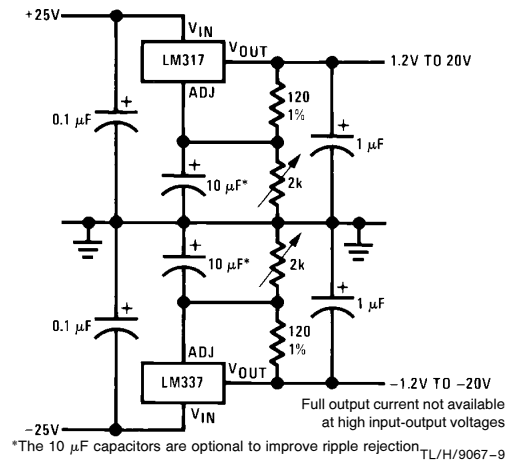 +25V
VIN
LM317
VOUT
1.2V TO 20V
ADJ
120
1%
+
0.1 μF
+
1 μF
+
10 μF*
2k
+
10 μF*
2k
+
0.1 μF
+
1 μF
120
1%
ADJ
VOUT
LM337
-1.2V TO -20V
VIN
Full output current not available
at high input-output voltages
-25V
*The 10 μF capacitors are optional to improve ripple rejection
TL/H/9067-9